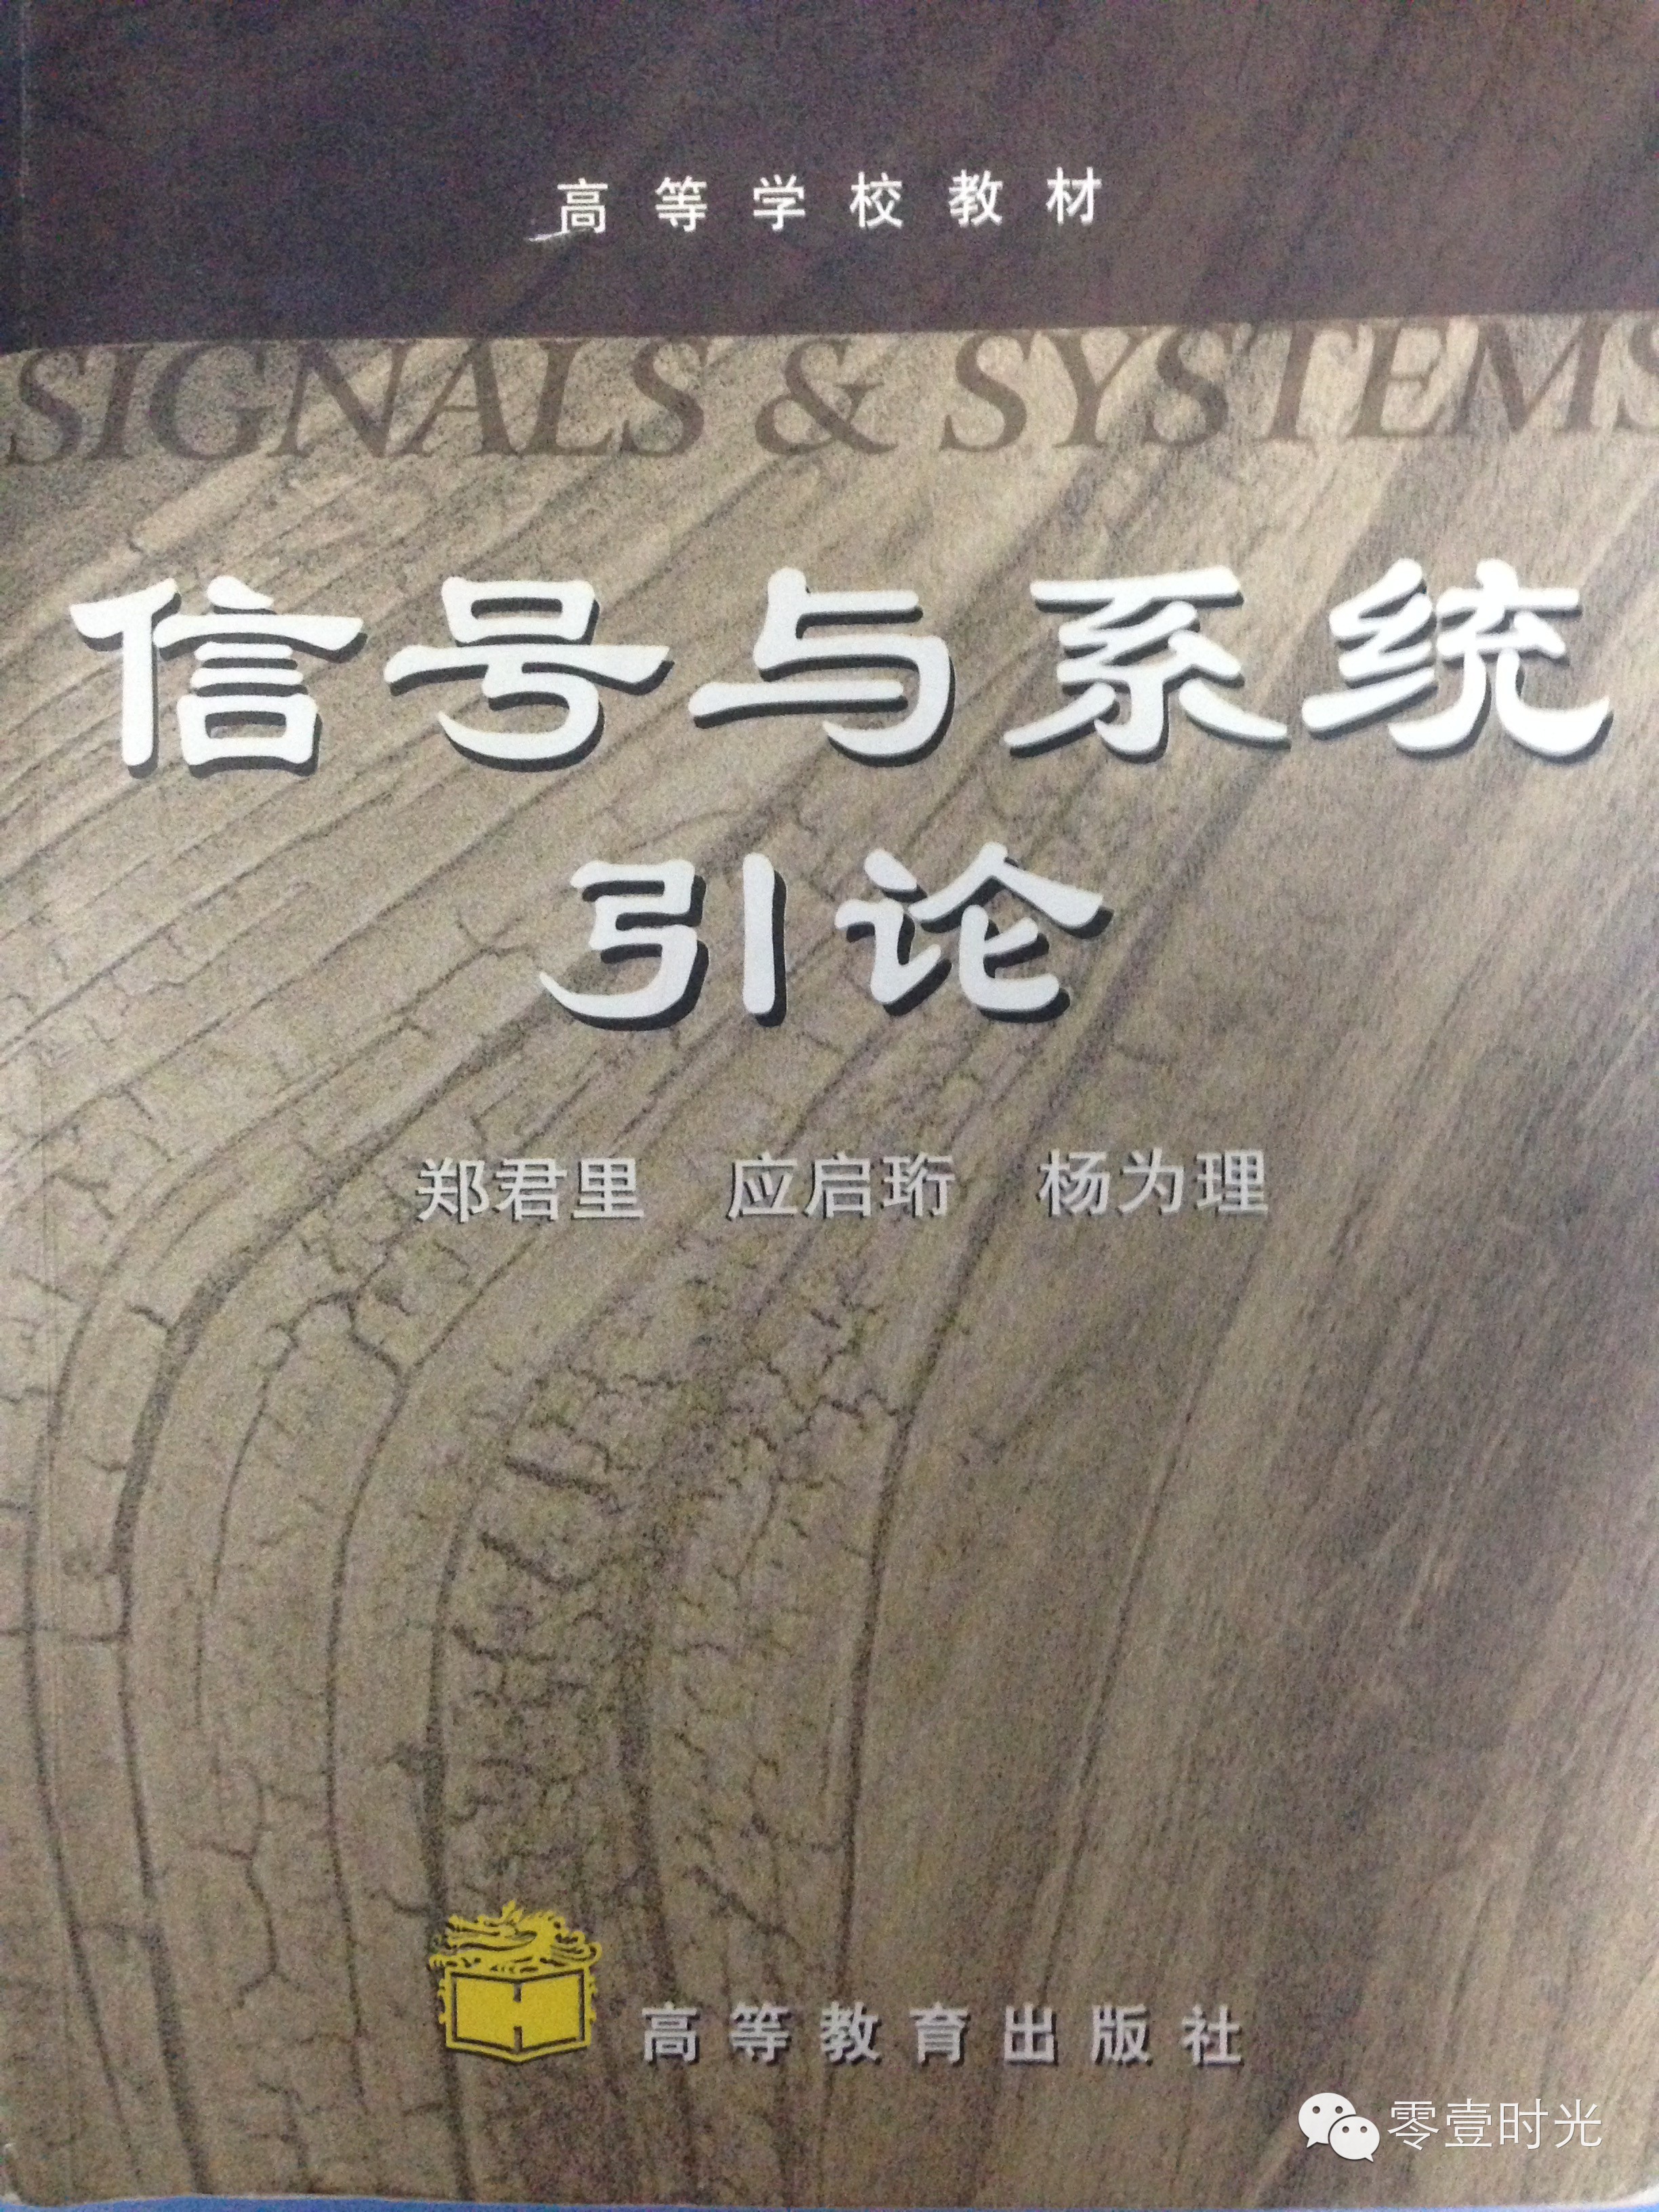 高等学校教材
SIGNALS & SYSTEMS
信号与系统
引论
郑君里 应启珩 杨为理
高等教育出版社
零壹时光